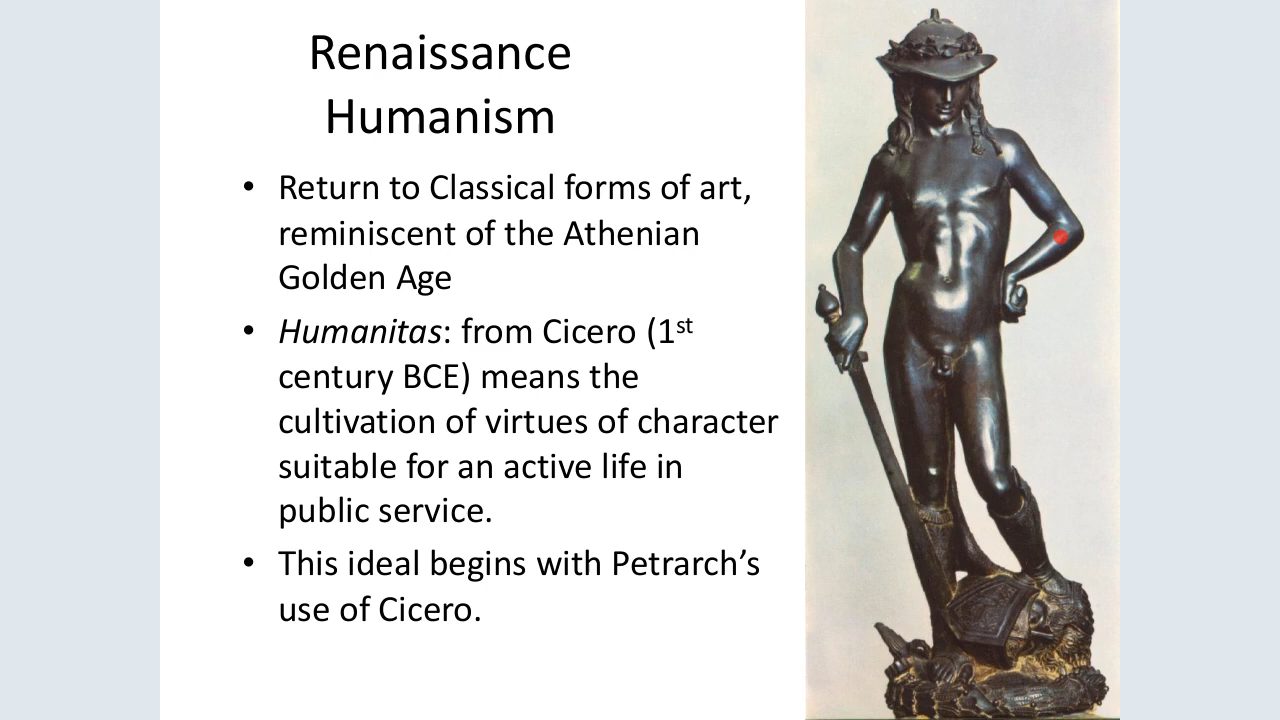 Renaissance
Humanism
• Return to Classical forms of art,
reminiscent of the Athenian
Golden Age
• Humanitas: from Cicero (1st
century BCE) means the
cultivation of virtues of character
suitable for an active life in
public service.
• This ideal begins with Petrarch’s
use of Cicero.